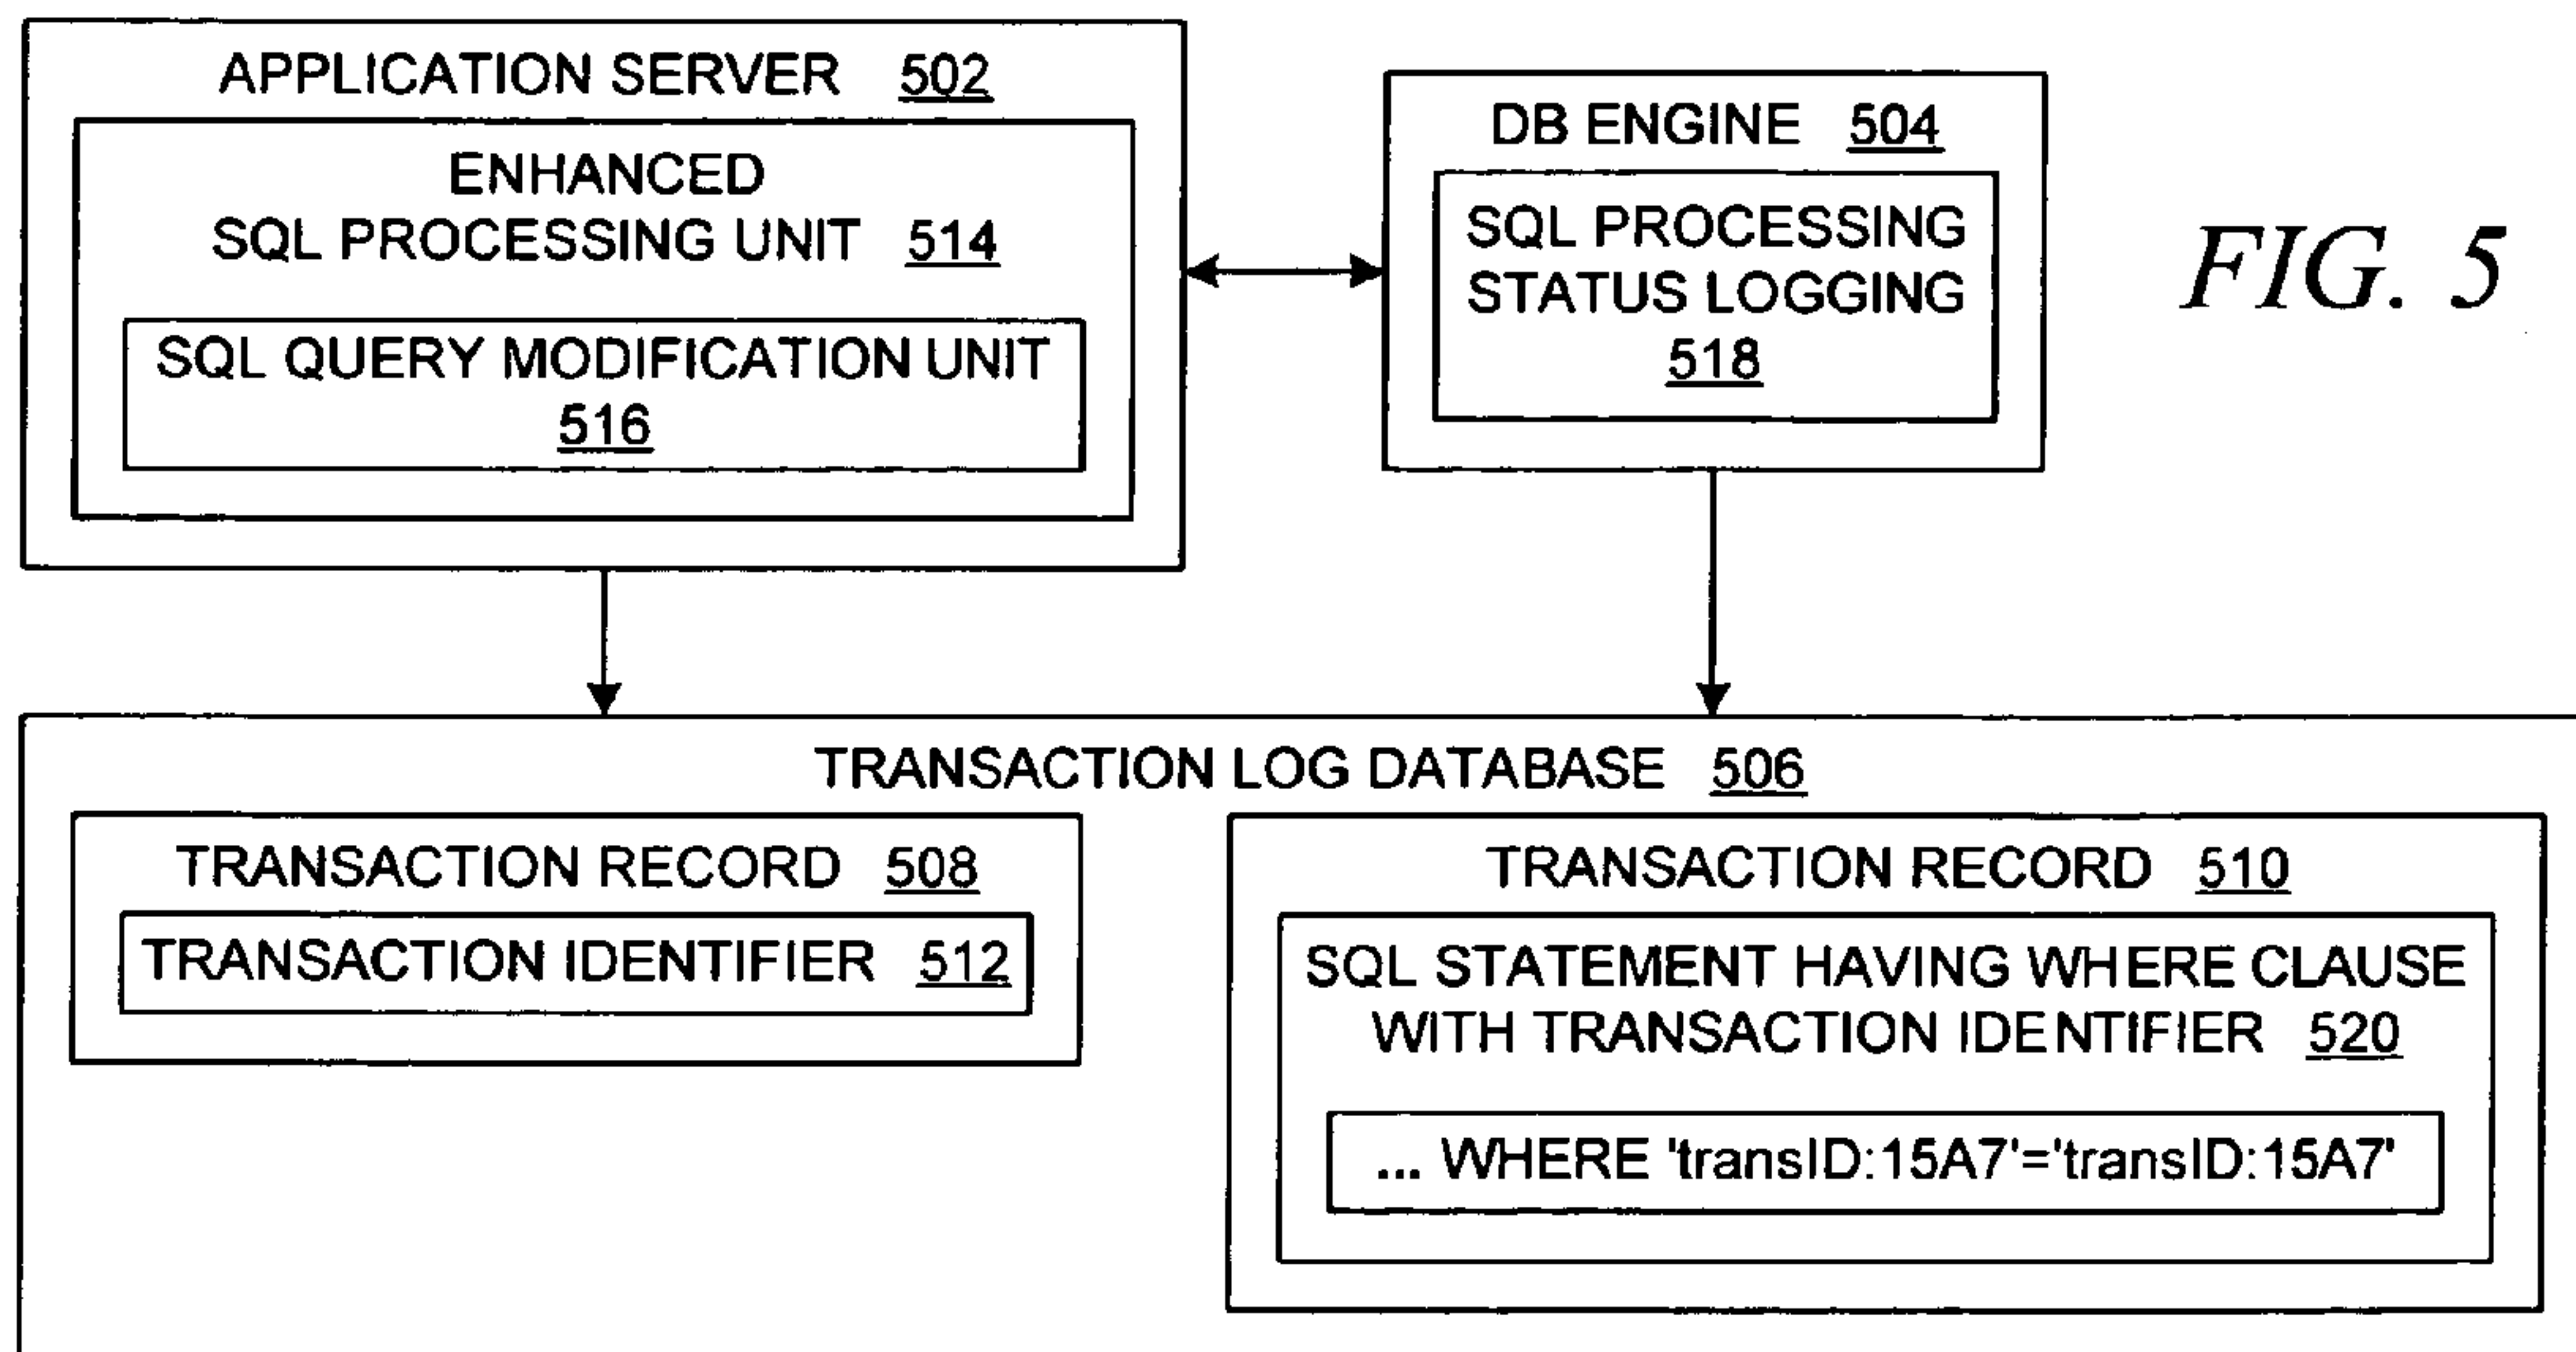 APPLICATION SERVER 502
ENHANCED
SQL PROCESSING UNIT 514
SQL QUERY MODIFICATION UNIT
516
DB ENGINE 504
SQL PROCESSING
STATUS LOGGING
518
FIG. 5
TRANSACTION LOG DATABASE 506
TRANSACTION RECORD 508
TRANSACTION IDENTIFIER 512
TRANSACTION RECORD 510
SQL STATEMENT HAVING WHERE CLAUSE
WITH TRANSACTION IDENTIFIER 520
... WHERE 'transID:15A7'='transID:15A7'